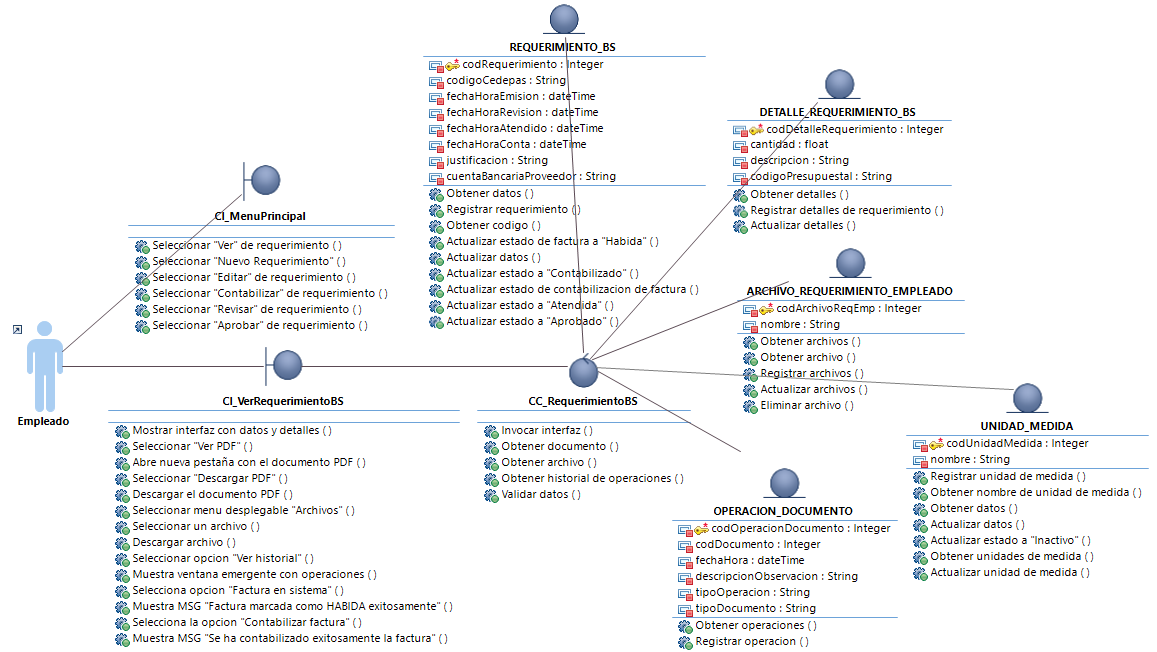 REQUERIMIENTO_BS
codRequerimiento : Integer
codigoCedepas : String
fechaHoraEmision : dateTime
fechaHoraRevision : dateTime
fechaHoraAtendido : dateTime
fechaHoraConta : dateTime
justificacion : String
cuentaBancariaProveedor : String
Obtener datos ( )
Registrar requerimiento ( )
Obtener codigo ( )
Actualizar estado de factura a "Habida" ( )
Actualizar datos ( )
Actualizar estado a "Contabilizado" ( )
Actualizar estado de contabilizacion de factura ( )
Actualizar estado a "Atendida" ( )
Actualizar estado a "Aprobado" ( )
DETALLE_REQUERIMIENTO_BS
codDetalleRequerimiento : Integer
cantidad : float
descripcion : String
codigoPresupuestal : String
Obtener detalles ( )
Registrar detalles de requerimiento ( )
Actualizar detalles ( )
CI_MenuPrincipal
Seleccionar "Ver" de requerimiento ( )
Seleccionar "Nuevo Requerimiento" ( )
Seleccionar "Editar" de requerimiento ( )
Seleccionar "Contabilizar" de requerimiento ( )
Seleccionar "Revisar" de requerimiento ( )
Seleccionar "Aprobar" de requerimiento ( )
ARCHIVO_REQUERIMIENTO_EMPLEADO
codArchivoReqEmp : Integer
nombre : String
Obtener archivos ( )
Obtener archivo ( )
Registrar archivos ( )
Actualizar archivos ( )
Eliminar archivo ( )
Empleado
CI_VerRequerimientoBS
Mostrar interfaz con datos y detalles ( )
Seleccionar "Ver PDF" ( )
Abre nueva pestaña con el documento PDF ( )
Seleccionar "Descargar PDF" ( )
Descargar el documento PDF ( )
Seleccionar menu desplegable "Archivos" ( )
Seleccionar un archivo ( )
Descargar archivo ( )
Seleccionar opcion "Ver historial" ( )
Muestra ventana emergente con operaciones ( )
Selecciona opcion "Factura en sistema" ( )
Muestra MSG "Factura marcada como HABIDA exitosamente" ( )
Selecciona la opcion "Contabilizar factura" ( )
Muestra MSG "Se ha contabilizado exitosamente la factura" ( )
CC_RequerimientoBS
Invocar interfaz ( )
Obtener documento ( )
Obtener archivo ( )
Obtener historial de operaciones ( )
Validar datos ( )
UNIDAD_MEDIDA
codUnidadMedida : Integer
nombre : String
Registrar unidad de medida ( )
Obtener nombre de unidad de medida ( )
Obtener datos ( )
Actualizar datos ( )
Actualizar estado a "Inactivo" ( )
Obtener unidades de medida ( )
Actualizar unidad de medida ( )
OPERACION_DOCUMENTO
codOperacionDocumento : Integer
codDocumento : Integer
fechaHora : dateTime
descripcionObservacion : String
tipoOperacion : String
tipoDocumento : String
Obtener operaciones ( )
Registrar operacion ( )